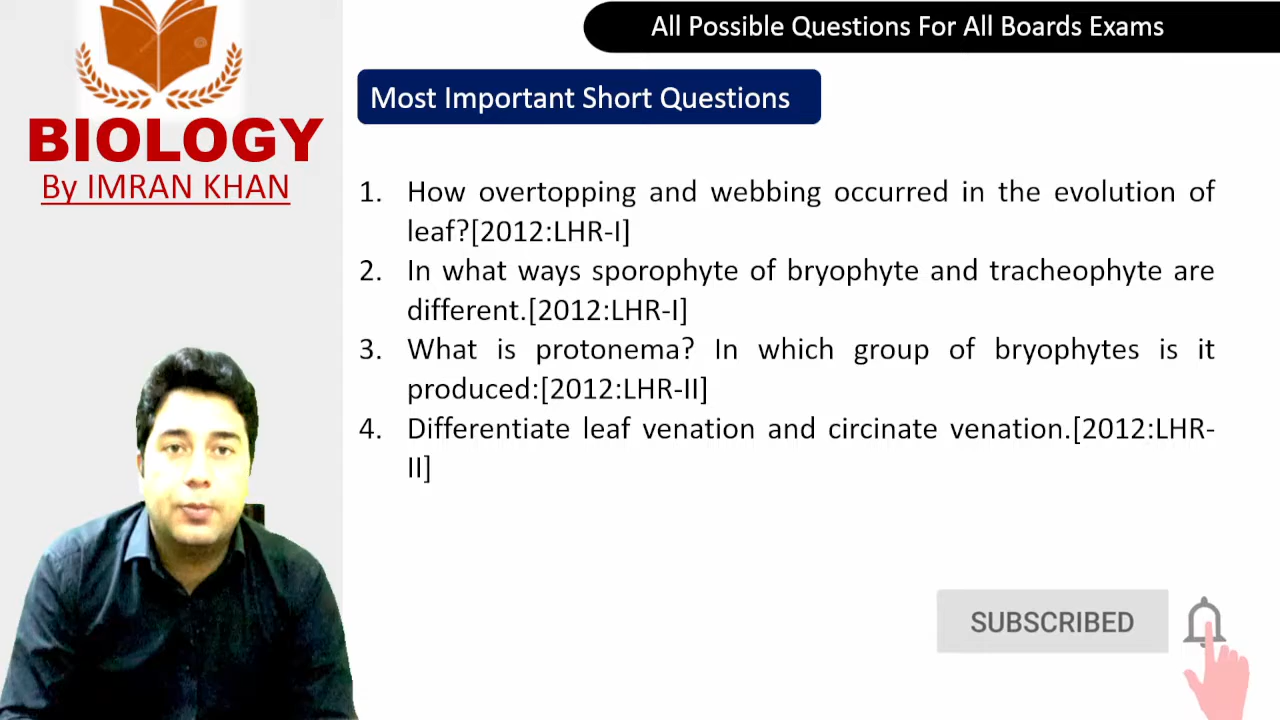 All Possible Questions For All Boards Exams
Most Important Short Questions
BIOLOGY
By IMRAN KHAN
1. How overtopping and webbing occurred in the evolution of
leaf?[2012:LHR-I]
2. In what ways sporophyte of bryophyte and tracheophyte are
different.[2012:LHR-I]
3. What is protonema? In which group of bryophytes is it
produced:[2012:LHR-II]
4. Differentiate leaf venation and circinate venation.[2012:LHR-
II]
SUBSCRIBED